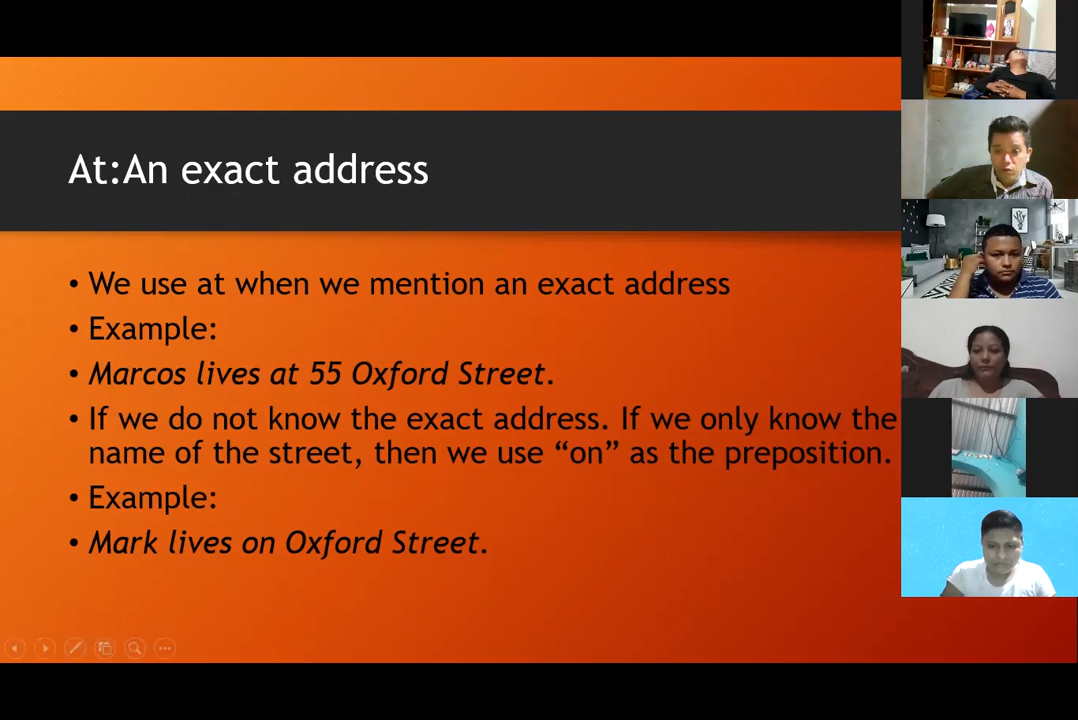 At:An exact address
• We use at when we mention an exact address
• Example:
• Marcos lives at 55 Oxford Street.
• If we do not know the exact address. If we only know the
name of the street, then we use “on” as the preposition.
• Example:
• Mark lives on Oxford Street.